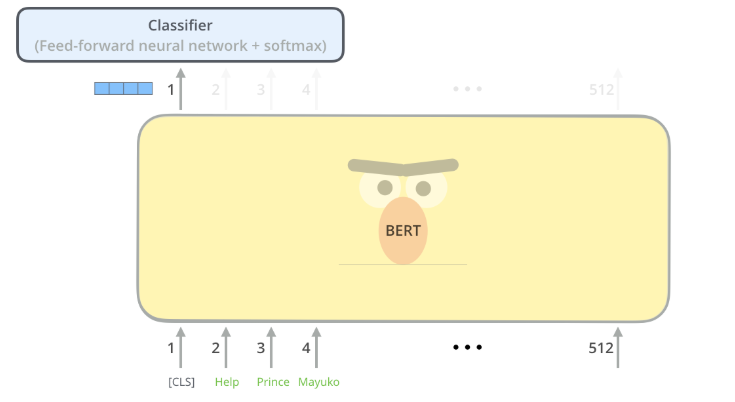 Classifier
(Feed-forward neural network + softmax)
1 2 3 4 ••• 512
BERT
1 2 3 4 ••• 512
[CLS] Help Prince Mayuko